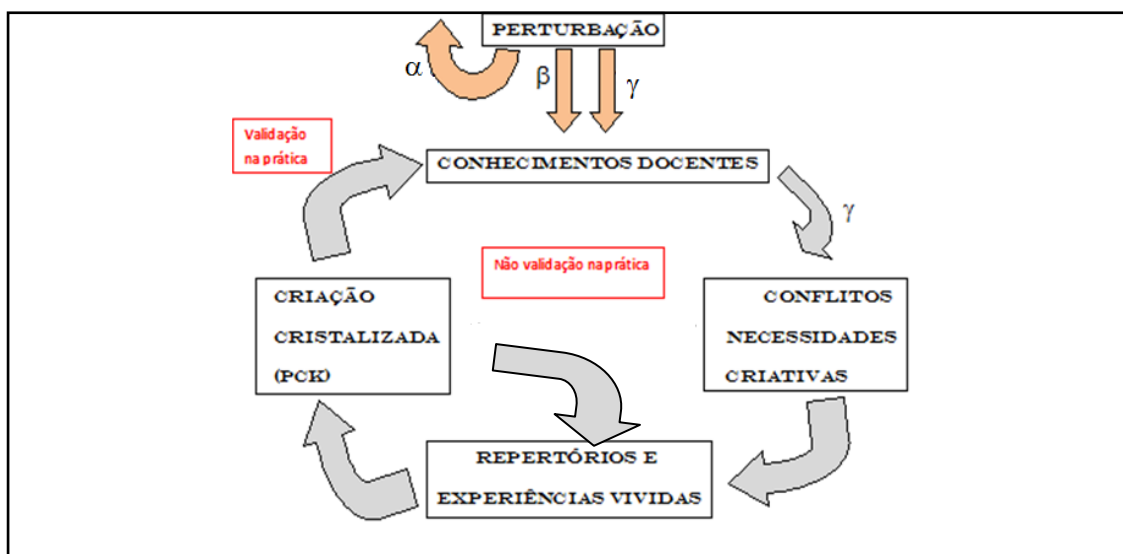 PERTURBAÇÃO
α
β
γ
Validação
na prática
CONHECIMENTOS DOCENTES
γ
Não validação na prática
CRIAÇÃO
CRISTALIZADA
(PCK)
CONFLITOS
NECESSIDADES
CRIATIVAS
REPERTÓRIOS E
EXPERIÊNCIAS VIVIDAS